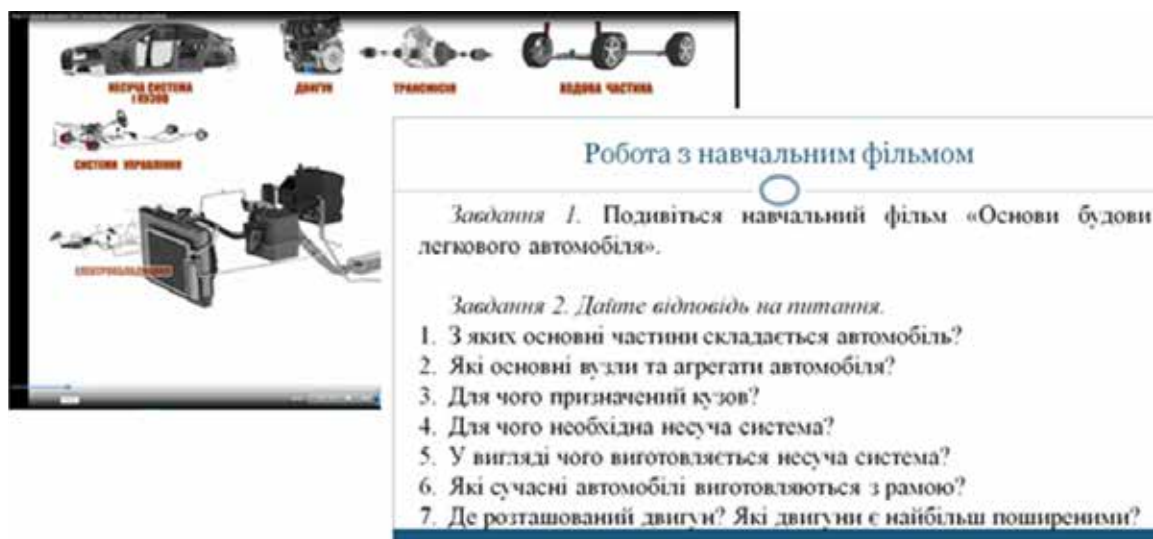 НЕСУЧА СИСТЕМА
І КУЗОВ
ДВИГУН
ТРАНСМІСІЯ
ХОДОВА ЧАСТИНА
СИСТЕМИ УПРАВЛІННЯ
ЕЛЕКТРООБЛАДНАННЯ
Робота з навчальним фільмом
Завдання 1. Подивіться навчальний фільм «Основи будови
легкового автомобіля».
Завдання 2. Дайте відповідь на питання.
1. З яких основні частини складається автомобіль?
2. Які основні вузли та агрегати автомобіля?
3. Для чого призначений кузов?
4. Для чого необхідна несуча система?
5. У вигляді чого виготовляється несуча система?
6. Які сучасні автомобілі виготовляються з рамою?
7. Де розташований двигун? Які двигуни є найбільш поширеними?